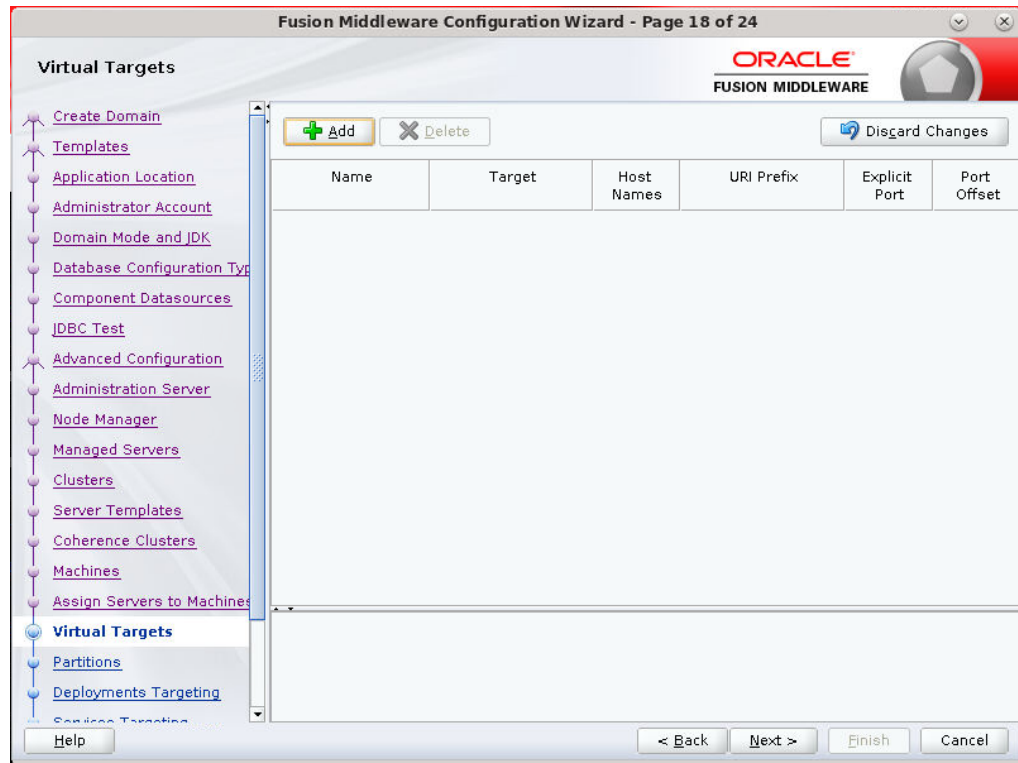 Fusion Middleware Configuration Wizard - Page 18 of 24
Virtual Targets
ORACLE
FUSION MIDDLEWARE
Create Domain
Templates
Application Location
Administrator Account
Domain Mode and JDK
Database Configuration Typ
Component Datasources
JDBC Test
Advanced Configuration
Administration Server
Node Manager
Managed Servers
Clusters
Server Templates
Coherence Clusters
Machines
Assign Servers to Machines
Virtual Targets
Partitions
Deployments Targeting
Services Targeting
Add Delete Discard Changes
Name Target Host Names URI Prefix Explicit Port Port Offset
Help < Back Next > Finish Cancel